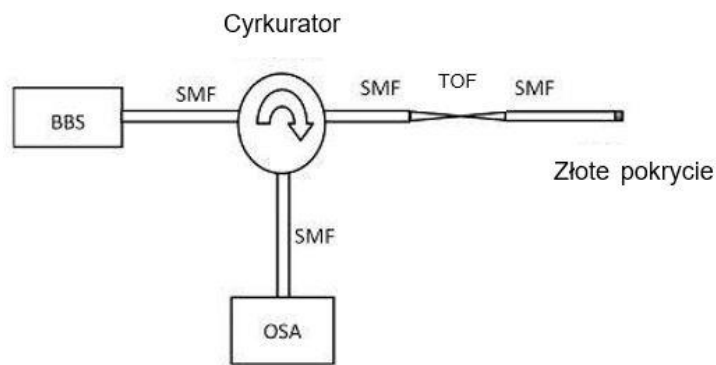 Cyrkurator
SMF
SMF
TOF
SMF
BBS
Złote pokrycie
SMF
OSA